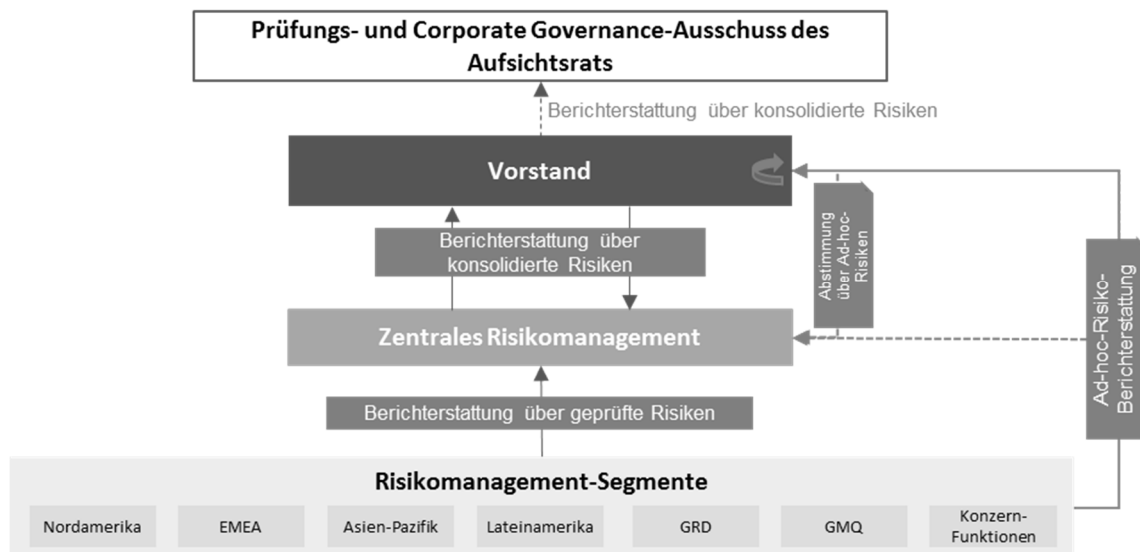 Prüfungs- und Corporate Governance-Ausschuss des
Aufsichtsrats
Berichterstattung über konsolidierte Risiken
Vorstand
Berichterstattung über
konsolidierte Risiken
Abstimmung
über Ad-hoc-
Risiken
Ad-hoc-Risiko-
Berichterstattung
Zentrales Risikomanagement
Berichterstattung über geprüfte Risiken
Risikomanagement-Segmente
Nordamerika
EMEA
Asien-Pazifik
Lateinamerika
GRD
GMQ
Konzern-
Funktionen